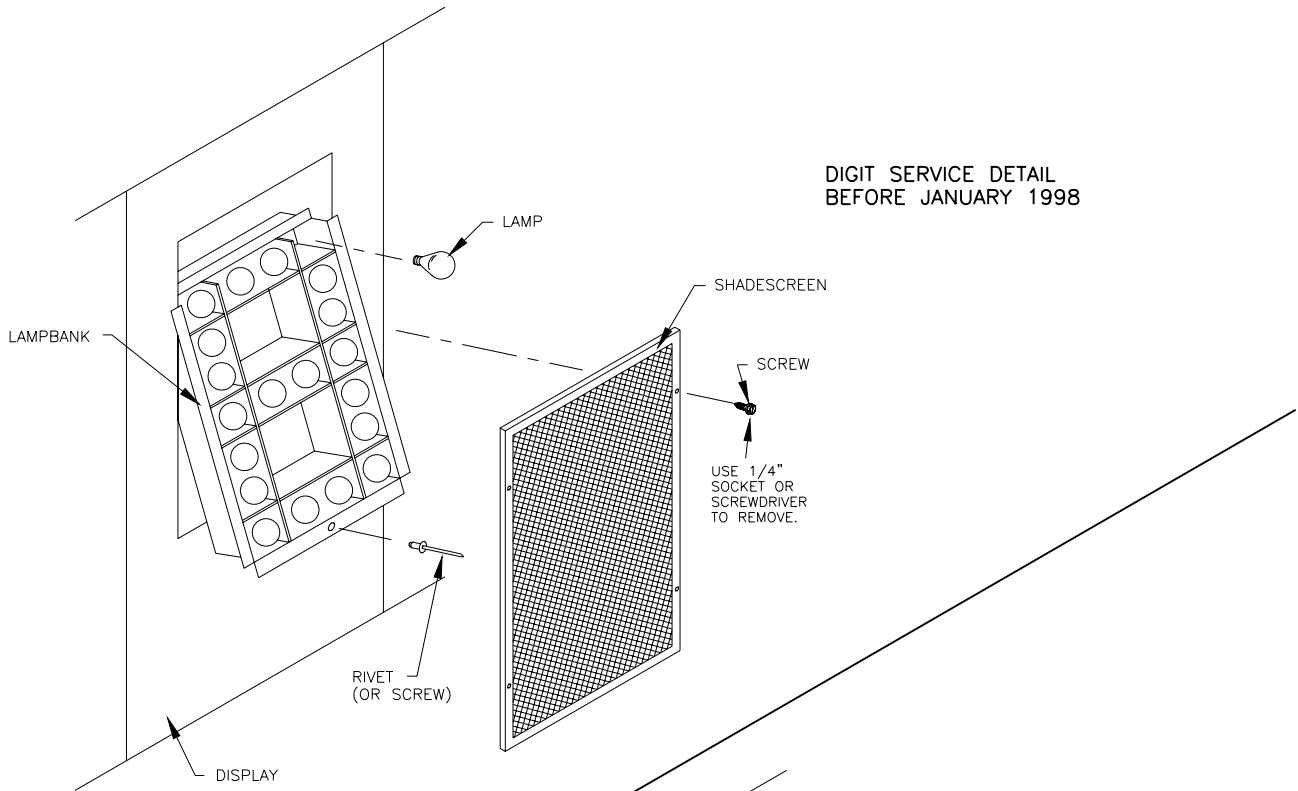 DIGIT SERVICE DETAIL
BEFORE JANUARY 1998
LAMP
SHADESCREEN
LAMPBANK
SCREW
USE 1/4"
SOCKET OR
SCREWDRIVER
TO REMOVE.
RIVET
(OR SCREW)
DISPLAY